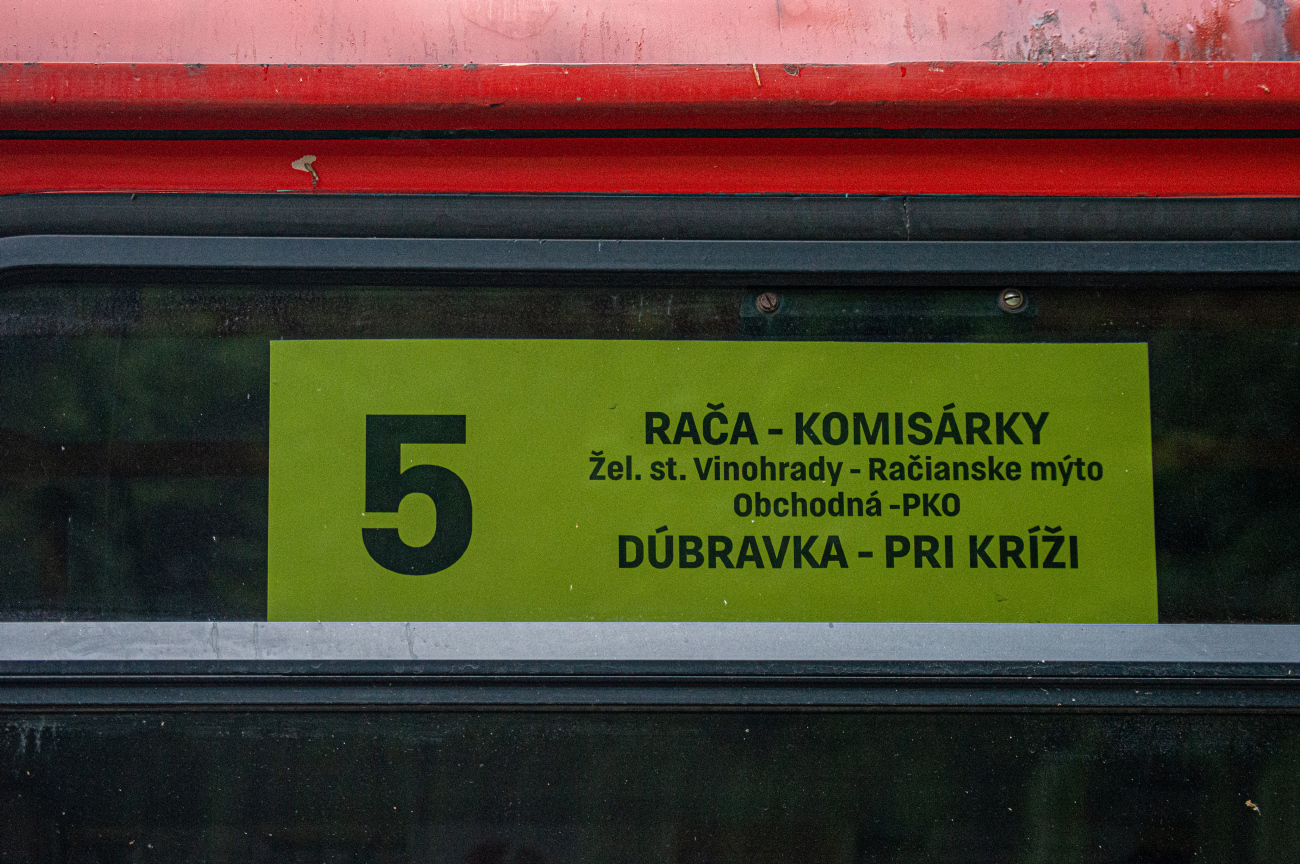 5
RAČA - KOMISÁRKY
Žel. st. Vinohrady - Račianske mýto
Obchodná -PKO
DÚBRAVKA - PRI KRÍŽI